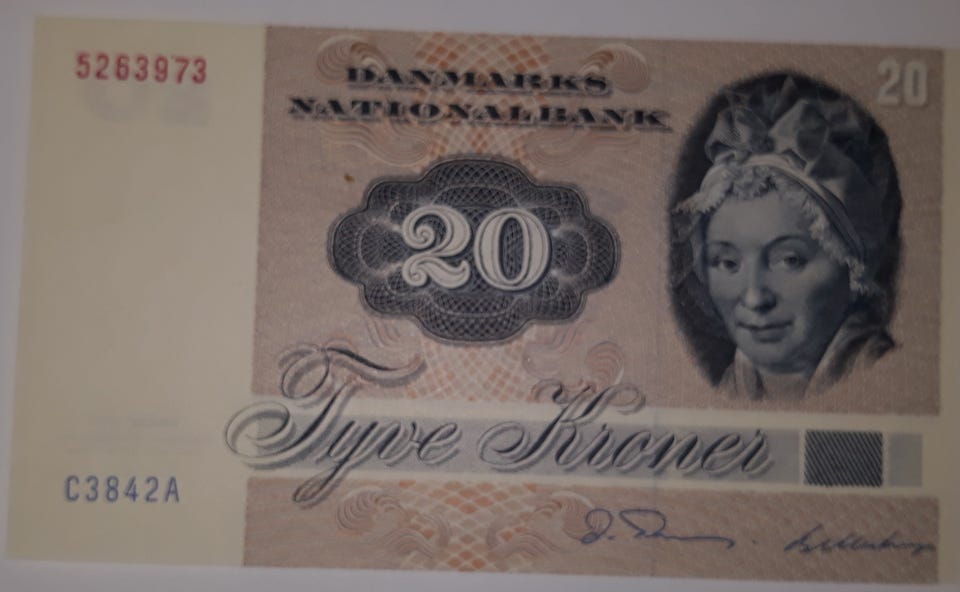 5263973
DANMARKS
NATIONALBANK
20
20
Tyve Kroner
C3842A